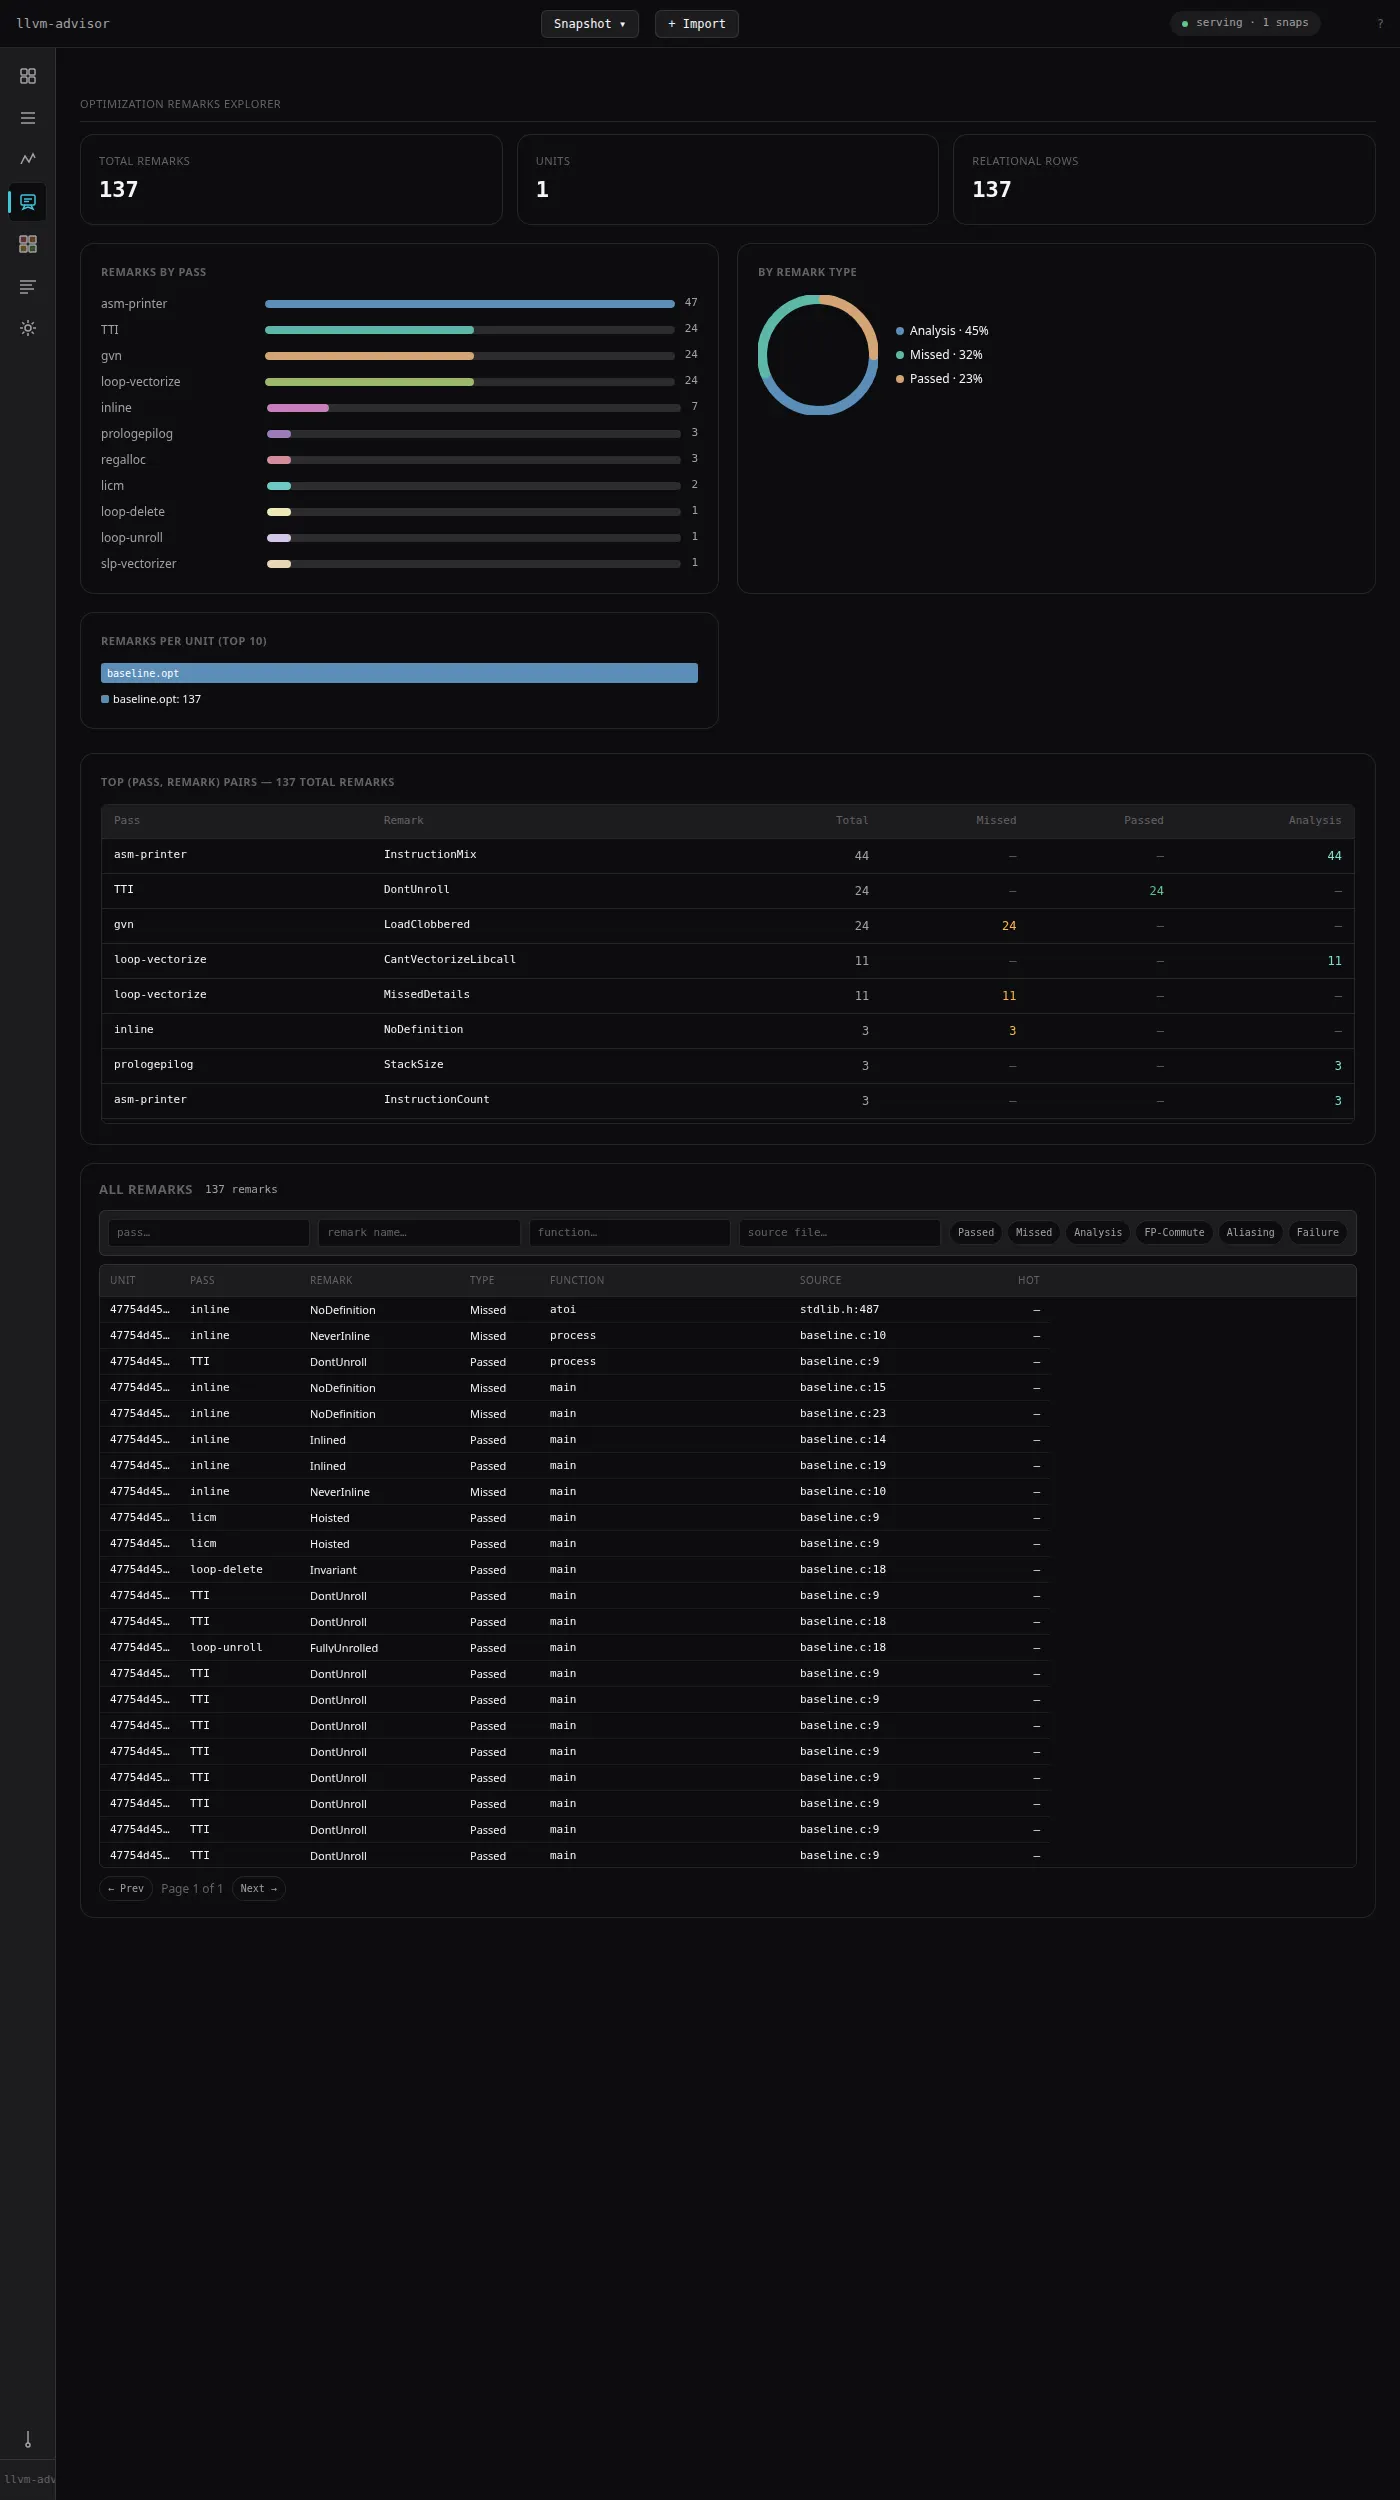 llvm-advisor
Snapshot ▾
+ Import
serving · 1 snaps
?
OPTIMIZATION REMARKS EXPLORER
TOTAL REMARKS
137
UNITS
1
RELATIONAL ROWS
137
REMARKS BY PASS
asm-printer 47
TTI 24
gvn 24
loop-vectorize 24
inline 7
prologepilog 3
regalloc 3
licm 2
loop-delete 1
loop-unroll 1
slp-vectorizer 1
BY REMARK TYPE
Analysis · 45%
Missed · 32%
Passed · 23%
REMARKS PER UNIT (TOP 10)
baseline.opt
baseline.opt: 137
TOP (PASS, REMARK) PAIRS — 137 TOTAL REMARKS
Pass Remark Total Missed Passed Analysis
asm-printer InstructionMix 44 — — 44
TTI DontUnroll 24 — 24 —
gvn LoadClobbered 24 24 — —
loop-vectorize CantVectorizeLibcall 11 — — 11
loop-vectorize MissedDetails 11 11 — —
inline NoDefinition 3 3 — —
prologepilog StackSize 3 — — 3
asm-printer InstructionCount 3 — — 3
ALL REMARKS 137 remarks
pass… remark name… function… source file… Passed Missed Analysis FP-Commute Aliasing Failure
UNIT PASS REMARK TYPE FUNCTION SOURCE HOT
47754d45… inline NoDefinition Missed atoi stdlib.h:487 —
47754d45… inline NeverInline Missed process baseline.c:10 —
47754d45… TTI DontUnroll Passed process baseline.c:9 —
47754d45… inline NoDefinition Missed main baseline.c:15 —
47754d45… inline NoDefinition Missed main baseline.c:23 —
47754d45… inline Inlined Passed main baseline.c:14 —
47754d45… inline Inlined Passed main baseline.c:19 —
47754d45… inline NeverInline Missed main baseline.c:10 —
47754d45… licm Hoisted Passed main baseline.c:9 —
47754d45… licm Hoisted Passed main baseline.c:9 —
47754d45… loop-delete Invariant Passed main baseline.c:18 —
47754d45… TTI DontUnroll Passed main baseline.c:9 —
47754d45… TTI DontUnroll Passed main baseline.c:18 —
47754d45… loop-unroll FullyUnrolled Passed main baseline.c:18 —
47754d45… TTI DontUnroll Passed main baseline.c:9 —
47754d45… TTI DontUnroll Passed main baseline.c:9 —
47754d45… TTI DontUnroll Passed main baseline.c:9 —
47754d45… TTI DontUnroll Passed main baseline.c:9 —
47754d45… TTI DontUnroll Passed main baseline.c:9 —
47754d45… TTI DontUnroll Passed main baseline.c:9 —
47754d45… TTI DontUnroll Passed main baseline.c:9 —
47754d45… TTI DontUnroll Passed main baseline.c:9 —
← Prev Page 1 of 1 Next →
llvm-adv